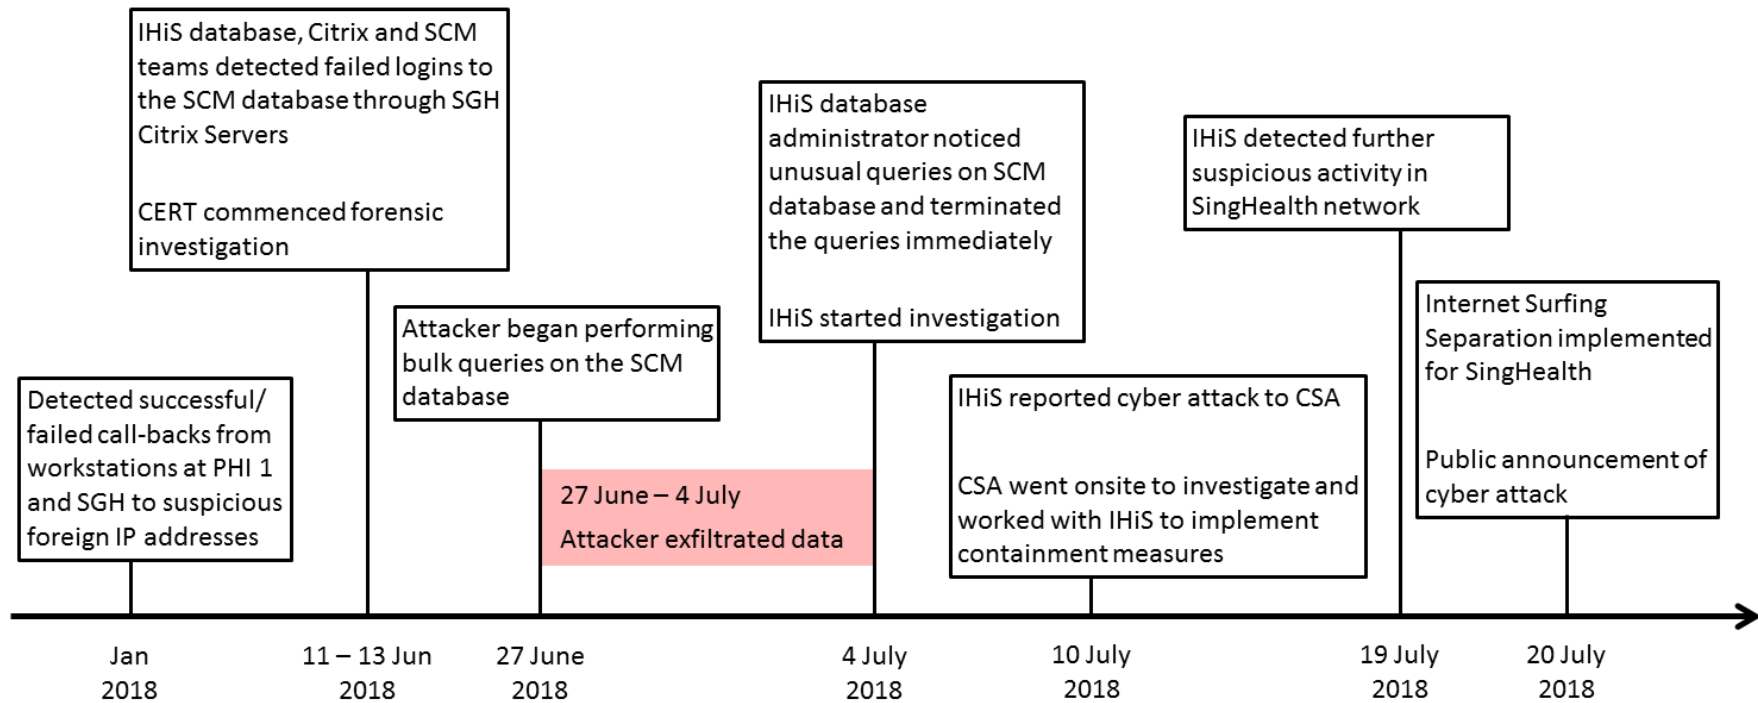 IHiS database, Citrix and SCM
teams detected failed logins to
the SCM database through SGH
Citrix Servers
CERT commenced forensic
investigation
IHiS database
administrator noticed
unusual queries on SCM
database and terminated
the queries immediately
IHiS started investigation
IHiS detected further
suspicious activity in
SingHealth network
Attacker began performing
bulk queries on the SCM
database
Internet Surfing
Separation implemented
for SingHealth
Public announcement of
cyber attack
Detected successful/
failed call-backs from
workstations at PHI 1
and SGH to suspicious
foreign IP addresses
27 June – 4 July
Attacker exfiltrated data
IHiS reported cyber attack to CSA
CSA went onsite to investigate and
worked with IHiS to implement
containment measures
Jan
2018
11 – 13 Jun
2018
27 June
2018
4 July
2018
10 July
2018
19 July
2018
20 July
2018